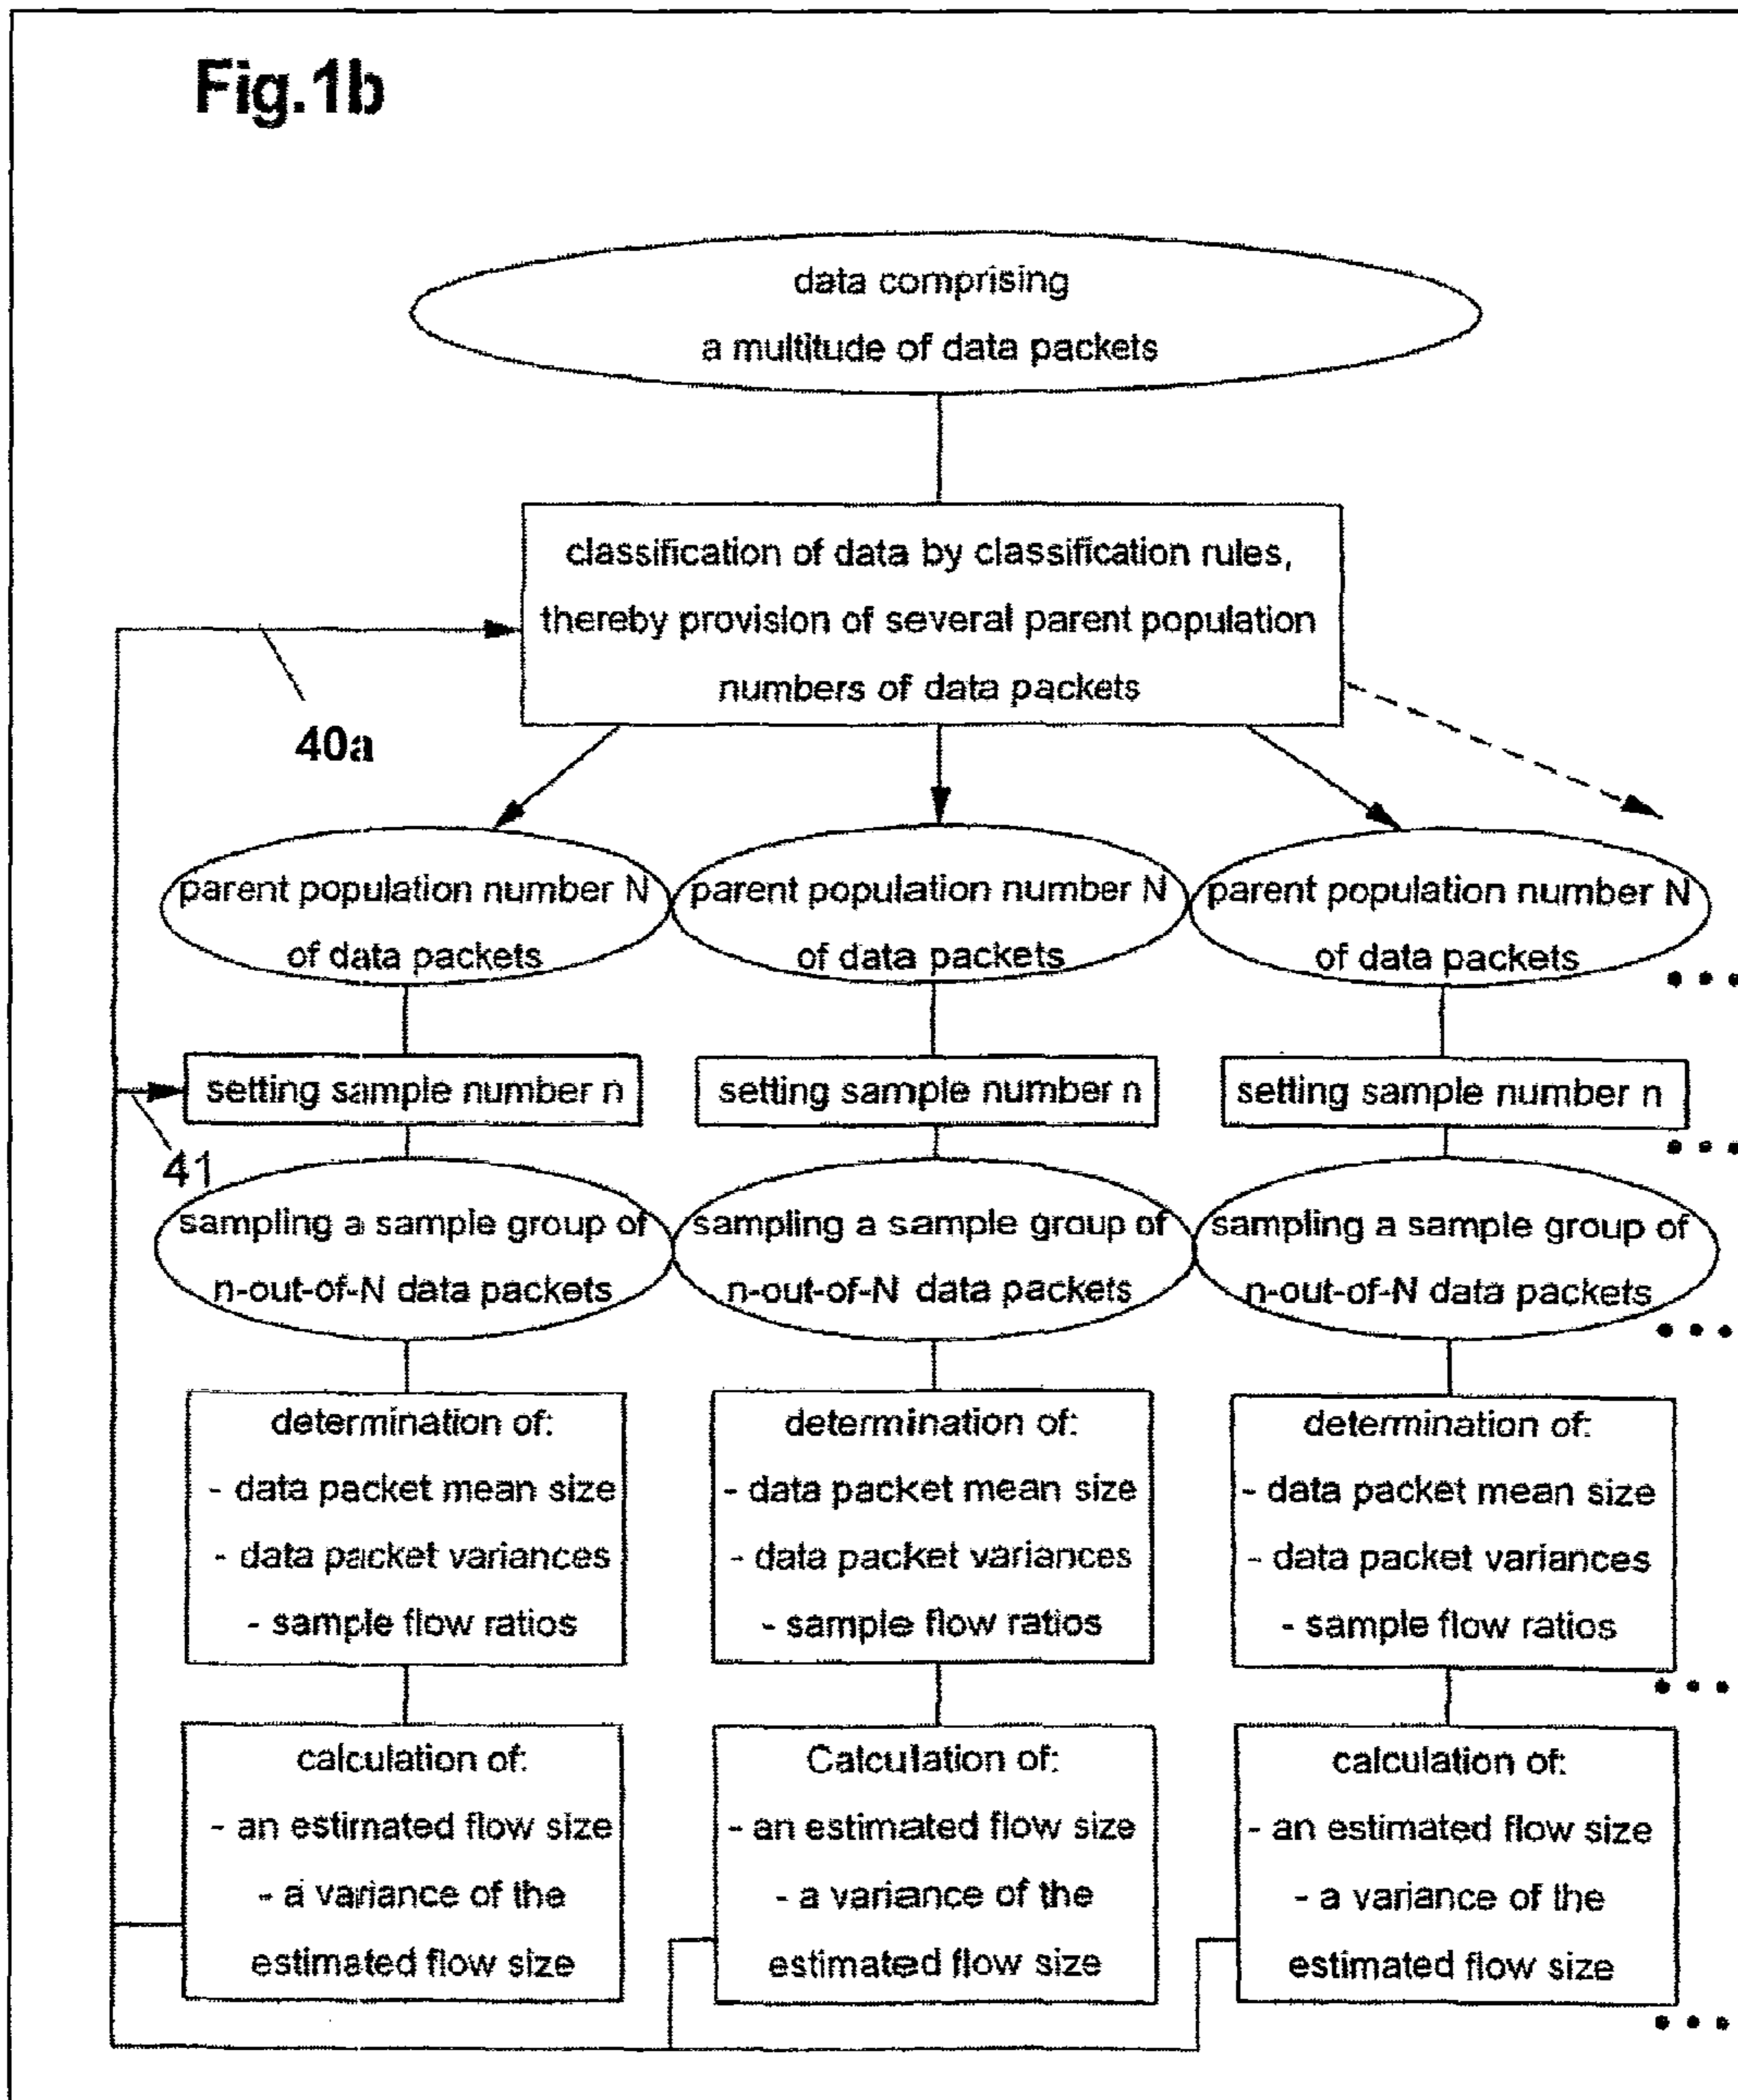 Fig.1b
data comprising
a multitude of data packets
classification of data by classification rules,
thereby provision of several parent population
numbers of data packets
40a
parent population number N
of data packets
parent population number N
of data packets
parent population number N
of data packets
setting sample number n
setting sample number n
setting sample number n
41
sampling a sample group of
n-out-of-N data packets
sampling a sample group of
n-out-of-N data packets
sampling a sample group of
n-out-of-N data packets
determination of:
- data packet mean size
- data packet variances
- sample flow ratios
determination of:
- data packet mean size
- data packet variances
- sample flow ratios
determination of:
- data packet mean size
- data packet variances
- sample flow ratios
calculation of:
- an estimated flow size
- a variance of the
estimated flow size
Calculation of:
- an estimated flow size
- a variance of the
estimated flow size
calculation of:
- an estimated flow size
- a variance of the
estimated flow size